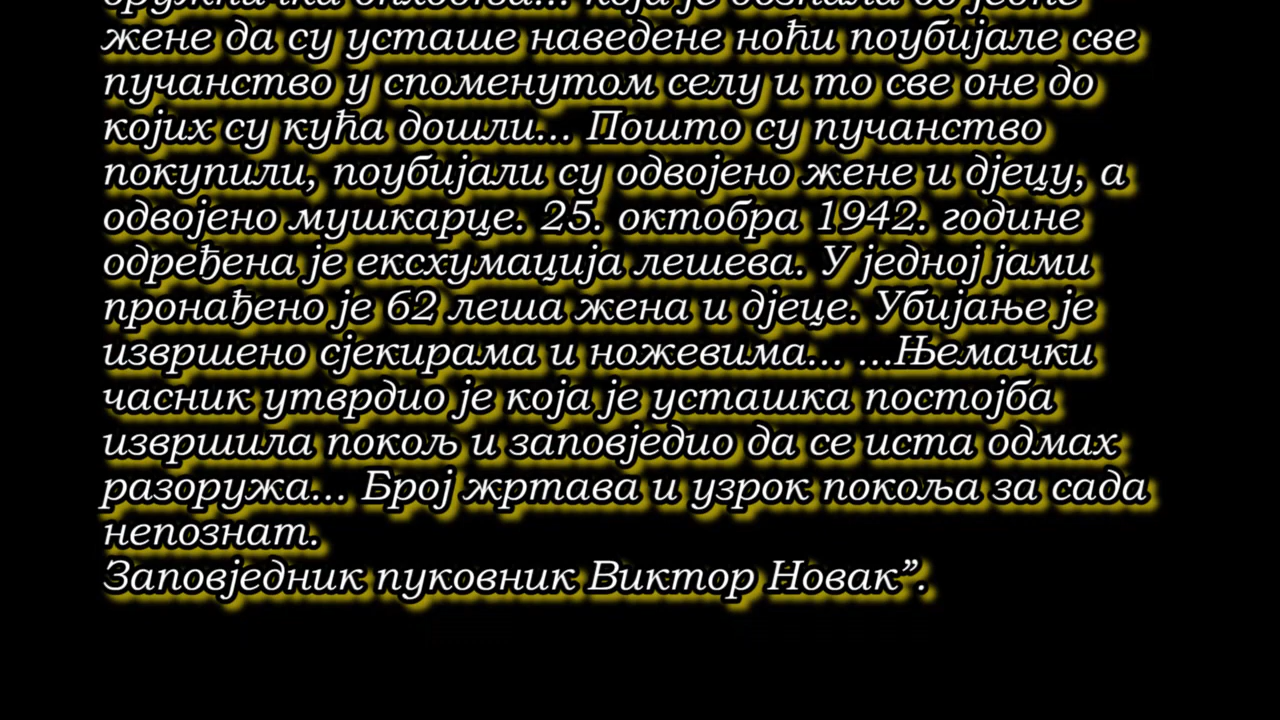 која је
жене да су усташе наведене ноћи поубијале све
пучанство у споменутом селу и то све оне до
којих су кућа дошли... Пошто су пучанство
покупили, поубијали су одвојено жене и дјецу, а
одвојено мушкарце. 25. октобра 1942. године
одређена је ексхумација лешева. У једној јами
пронађено је 62 леша жена и дјеце. Убијање је
извршено сјекирама и ножевима... ...Њемачки
часник утврдио је која је усташка постојба
извршила покољ и заповједио да се иста одмах
разоружа... Број жртава и узрок покоља за сада
непознат.
Заповједник пуковник Виктор Новак”.